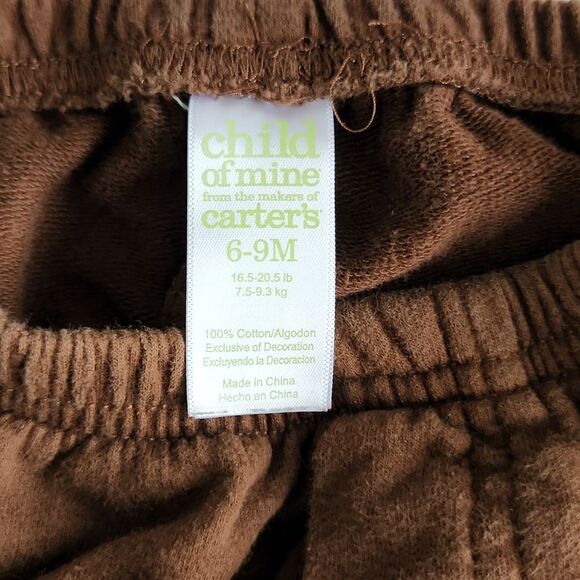 child
of mine
from the makers of
carter's
6-9M
16.5-20.5 lb
7.5-9.3 kg
100% Cotton/Algodon
Exclusive of Decoration
Excluyendo la Decoracion
Made in China
Hecho en China